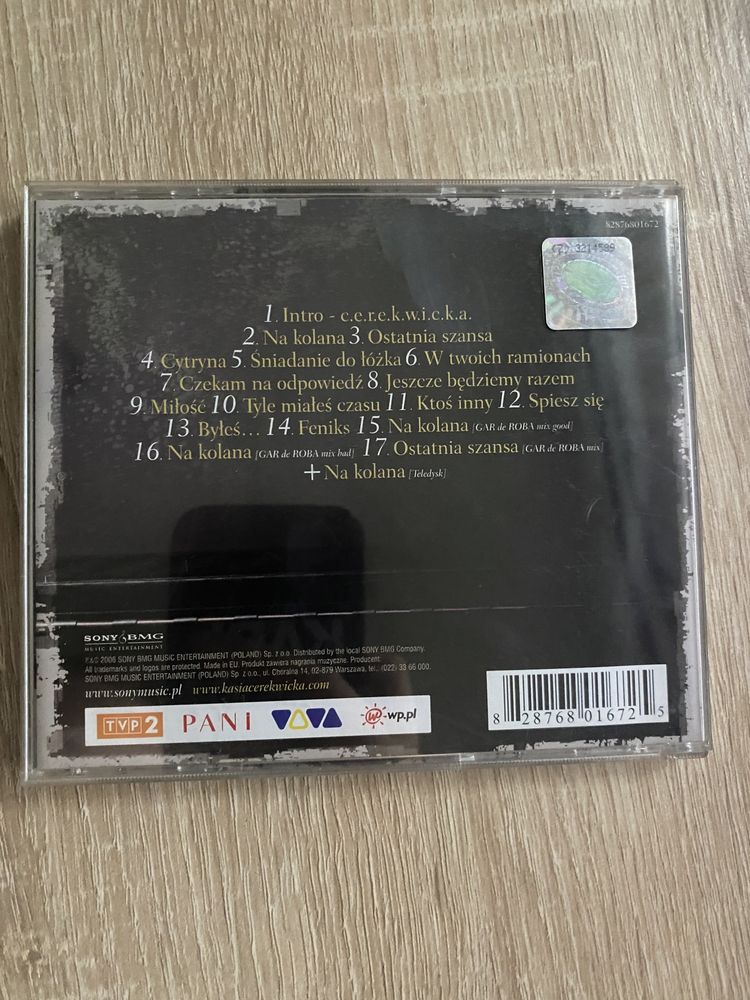 82876801672
(7) 3214599
1. Intro - c.e.r.e.k.w.i.c.k.a.
2. Na kolana 3. Ostatnia szansa
4. Cytryna 5. Śniadanie do łóżka 6. W twoich ramionach
7. Czekam na odpowiedź 8. Jeszcze będziemy razem
9. Miłość 10. Tyle miałeś czasu 11. Ktoś inny 12. Spiesz się
13. Byłeś... 14. Feniks 15. Na kolana [GAR de ROBA mix good]
16. Na kolana [GAR de ROBA mix bad] 17. Ostatnia szansa [GAR de ROBA mix]
+ Na kolana [Teledysk]
SONY BMG
MUSIC ENTERTAINMENT
P.&© 2006 SONY BMG MUSIC ENTERTAINMENT (POLAND) Sp. z o.o. Distributed by the local SONY BMG Company.
All trademarks and logos are protected. Made in EU. Produkt zawiera nagrania muzyczne. Producent:
SONY BMG MUSIC ENTERTAINMENT (POLAND) Sp. z o.o., ul. Choralna 14, 02-879 Warszawa, tel.: (022) 33 66 000.
www.sonymusic.pl www.kasiacerekwicka.com
TVP2 PANi VIVA wp.pl
8 28768 01672 5